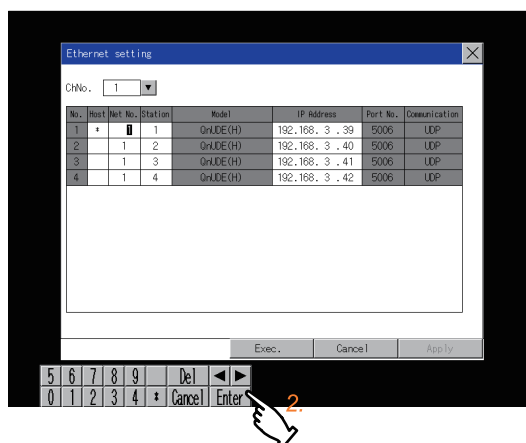 Ethernet setting
ChNo. 1 ▼
No. Host Net No. Station Model IP Address Port No. Communication
1 * 1 1 QnUDE(H) 192.168. 3 .39 5006 UDP
2 1 2 QnUDE(H) 192.168. 3 .40 5006 UDP
3 1 3 QnUDE(H) 192.168. 3 .41 5006 UDP
4 1 4 QnUDE(H) 192.168. 3 .42 5006 UDP
Exec. Cancel Apply
5 6 7 8 9 Del ◀ ▶
0 1 2 3 4 * Cancel Enter
2.